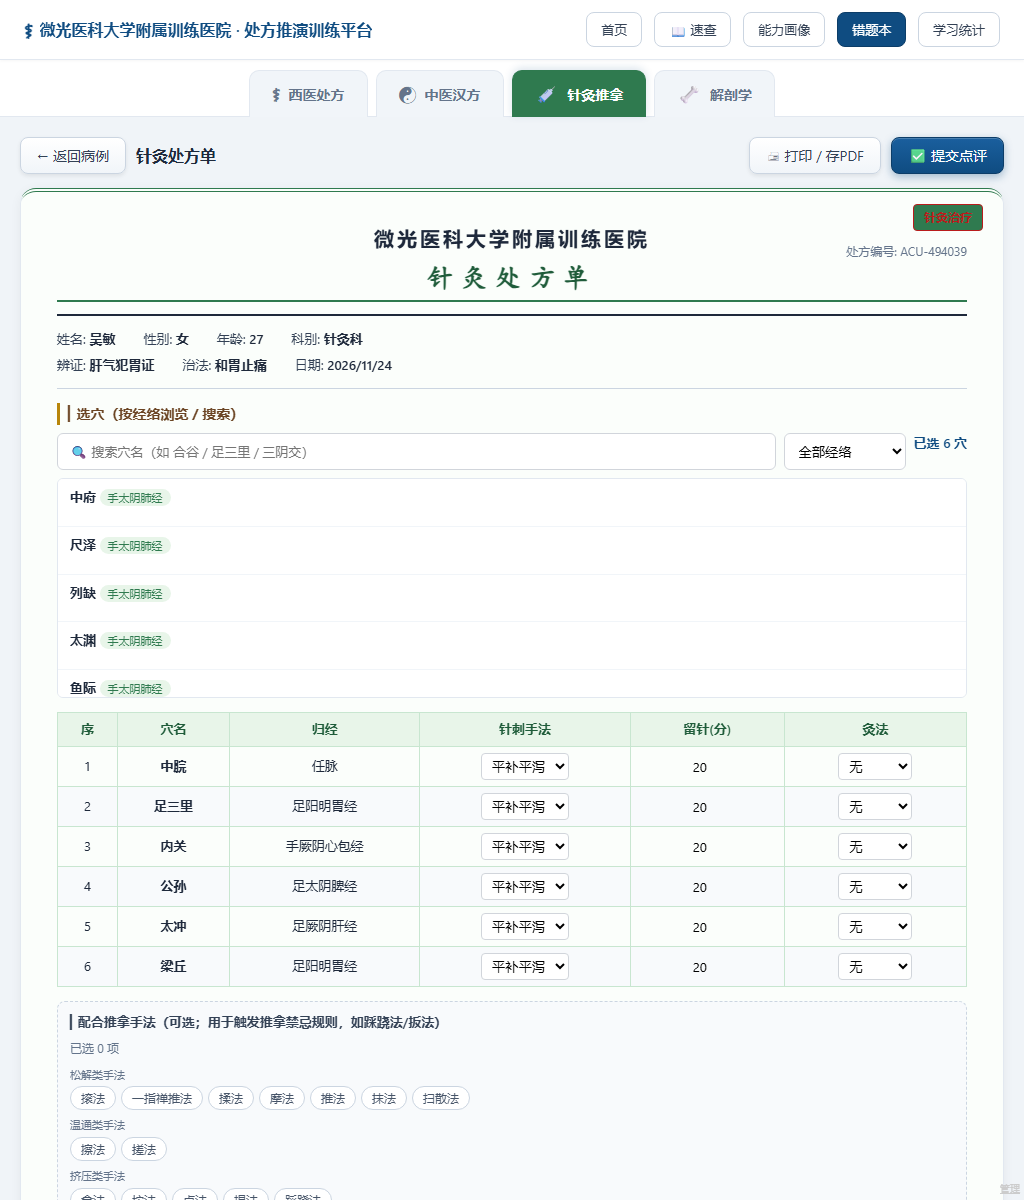 微光医科大学附属训练医院 · 处方推演训练平台
首页
速查
能力画像
错题本
学习统计
西医处方
中医汉方
针灸推拿
解剖学
← 返回病例
针灸处方单
打印 / 存PDF
提交点评
针灸治疗
微光医科大学附属训练医院
处方编号: ACU-494039
针灸处方单
姓名: 吴敏 性别: 女 年龄: 27 科别: 针灸科
辨证: 肝气犯胃证 治法: 和胃止痛 日期: 2026/11/24
选穴（按经络浏览 / 搜索）
搜索穴名（如 合谷 / 足三里 / 三阴交） 全部经络 已选 6 穴
中府 手太阴肺经
尺泽 手太阴肺经
列缺 手太阴肺经
太渊 手太阴肺经
鱼际 手太阴肺经
序 穴名 归经 针刺手法 留针(分) 灸法
1 中脘 任脉 平补平泻 20 无
2 足三里 足阳明胃经 平补平泻 20 无
3 内关 手厥阴心包经 平补平泻 20 无
4 公孙 足太阴脾经 平补平泻 20 无
5 太冲 足厥阴肝经 平补平泻 20 无
6 梁丘 足阳明胃经 平补平泻 20 无
配合推拿手法（可选；用于触发推拿禁忌规则，如踩跷法/扳法）
已选 0 项
松解类手法
㨰法 一指禅推法 揉法 摩法 推法 抹法 扫散法
温通类手法
擦法 搓法
挤压类手法
拿法 按法 点法 捏法 踩跷法
管理